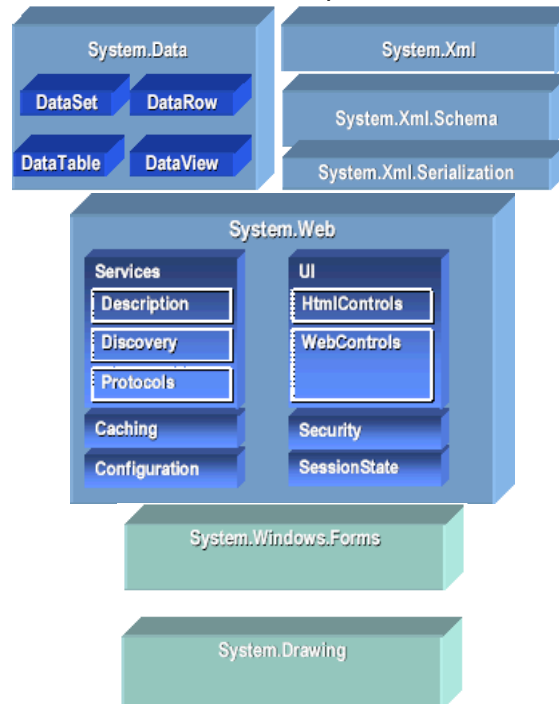 System.Data
DataSet DataRow
DataTable DataView
System.Xml
System.Xml.Schema
System.Xml.Serialization
System.Web
Services
Description
Discovery
Protocols
Caching
Configuration
UI
HtmlControls
WebControls
Security
SessionState
System.Windows.Forms
System.Drawing